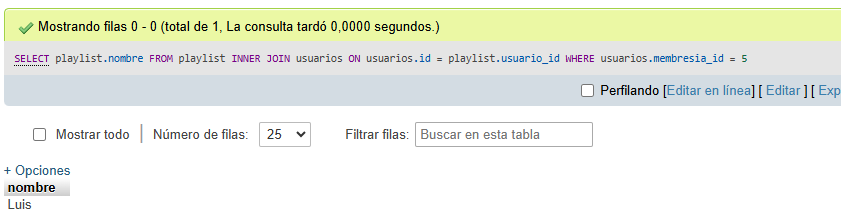 Mostrando filas 0 - 0 (total de 1, La consulta tardó 0,0000 segundos.)
SELECT playlist.nombre FROM playlist INNER JOIN usuarios ON usuarios.id = playlist.usuario_id WHERE usuarios.membresia_id = 5
Perfilando [Editar en línea] [ Editar ] [ Exp
Mostrar todo | Número de filas: 25 Filtrar filas: Buscar en esta tabla
+ Opciones
nombre
Luis